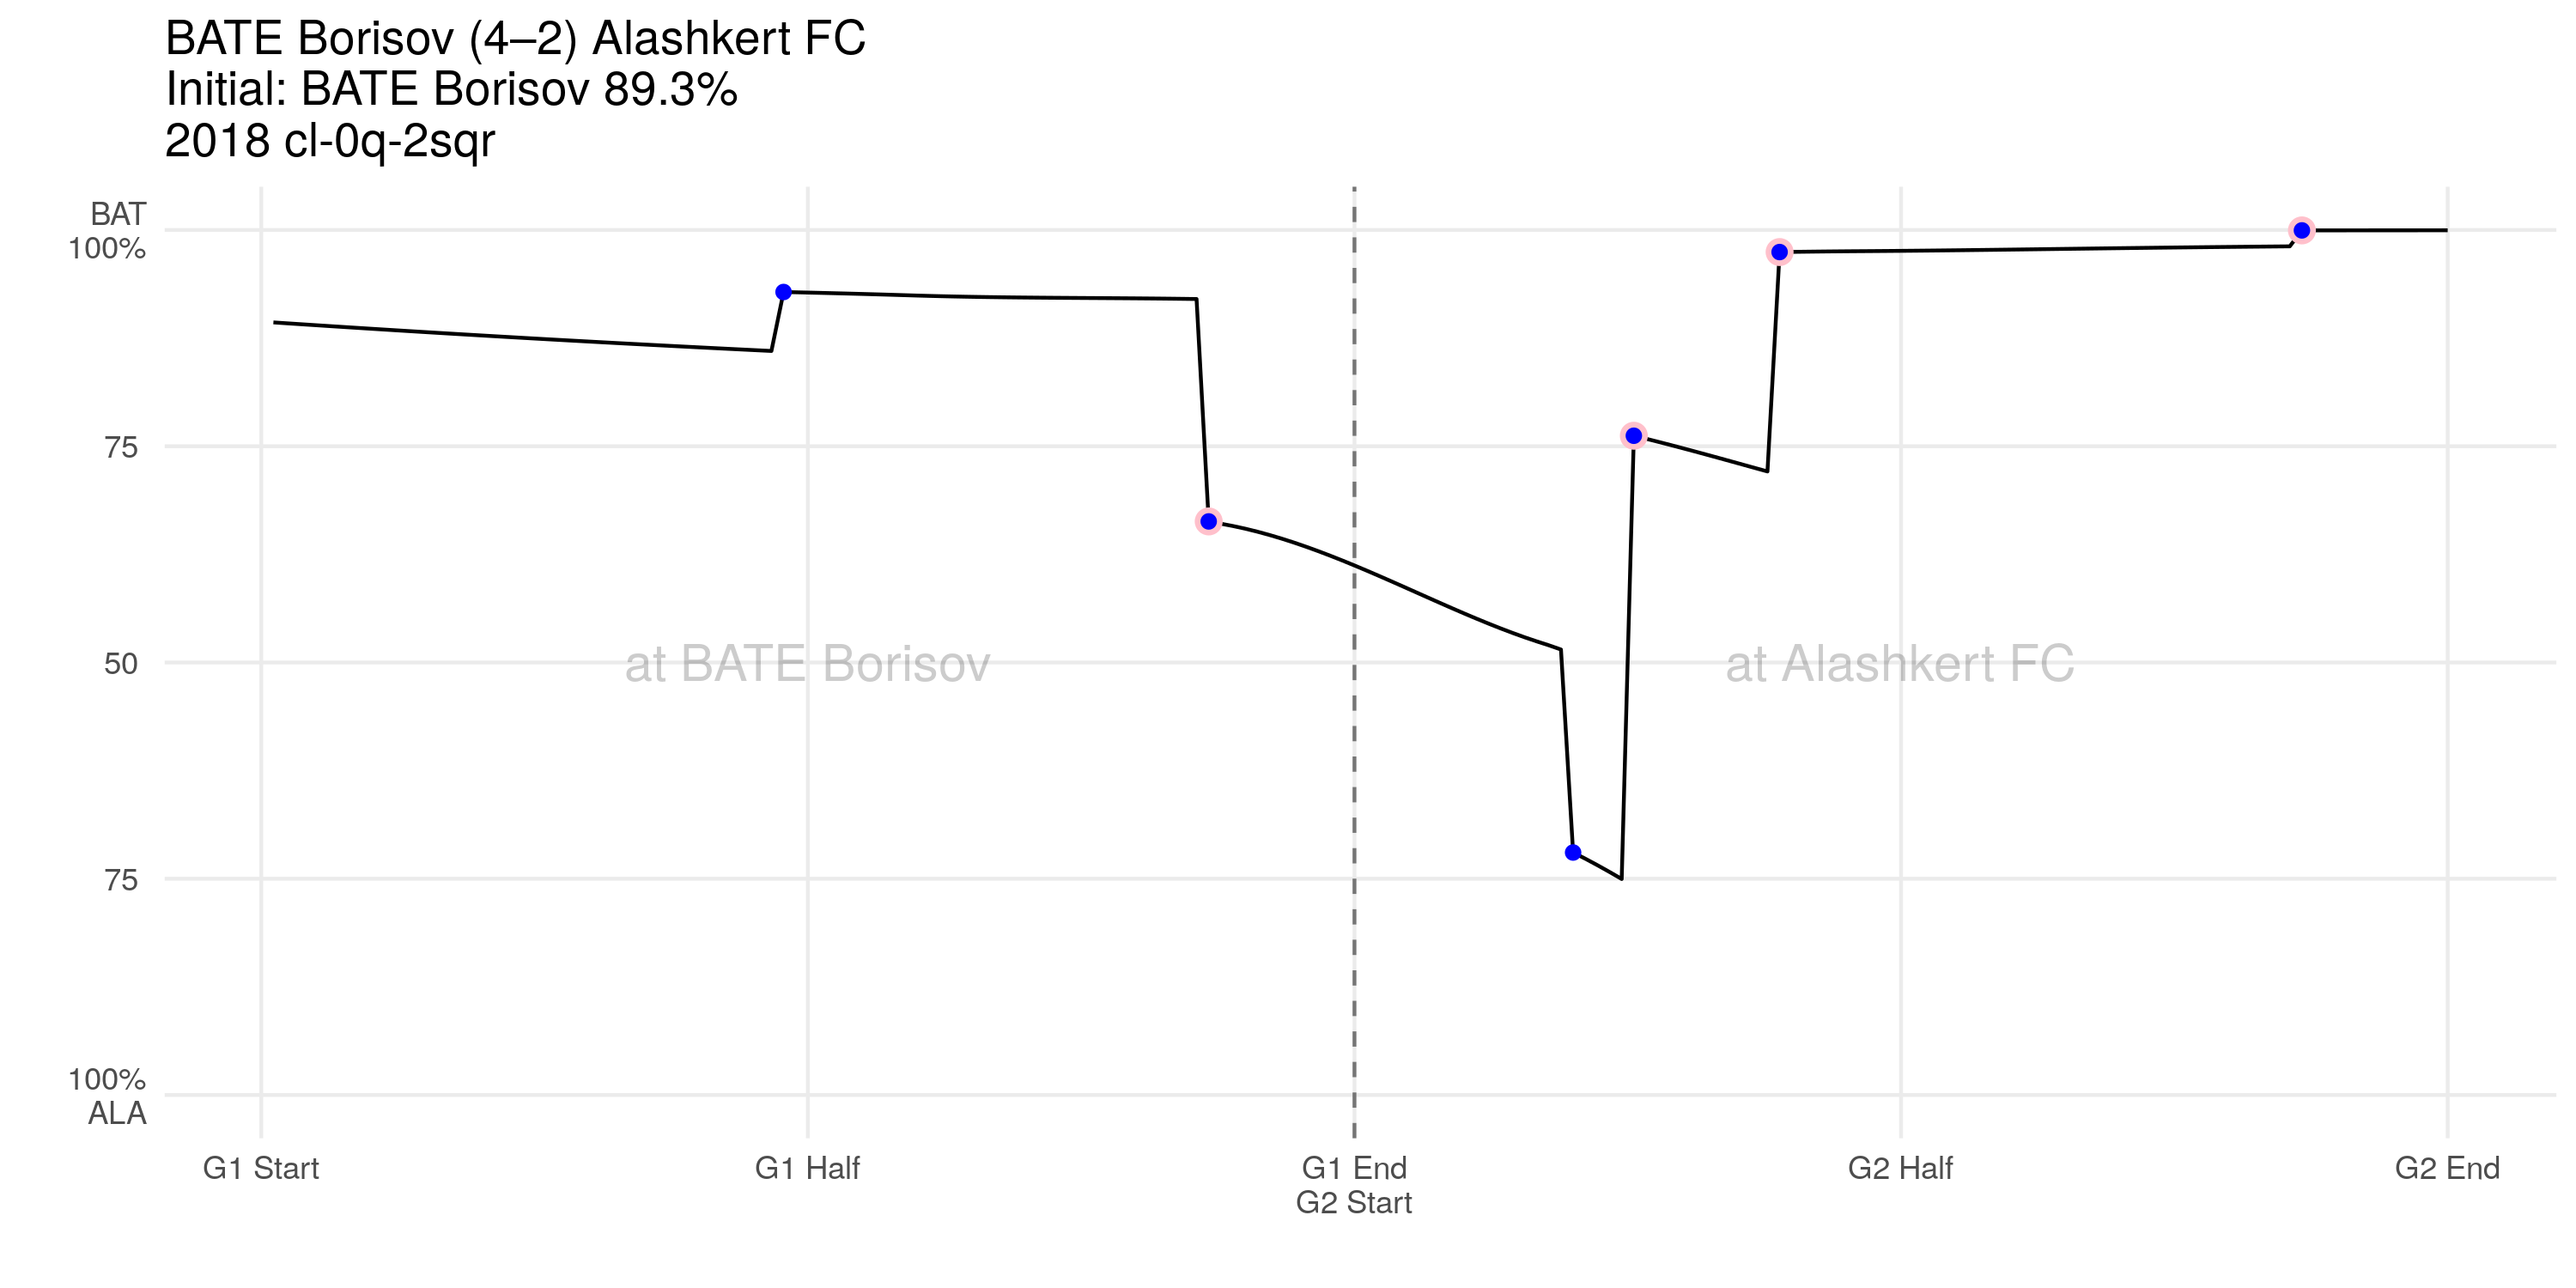 BATE Borisov (4–2) Alashkert FC
Initial: BATE Borisov 89.3%
2018 cl-0q-2sqr
BAT
100%
75
50
75
100%
ALA
at BATE Borisov
at Alashkert FC
G1 Start
G1 Half
G1 End
G2 Start
G2 Half
G2 End